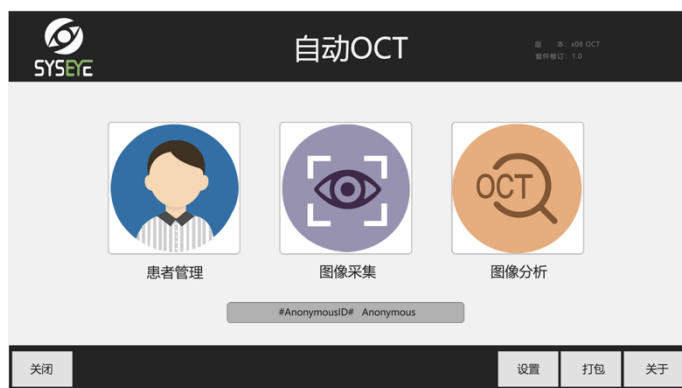 SYSEYE
自动OCT
版 本: x08 OCT
套件修订: 1.0
OCT
患者管理
图像采集
图像分析
#AnonymousID# Anonymous
关闭
设置
打包
关于